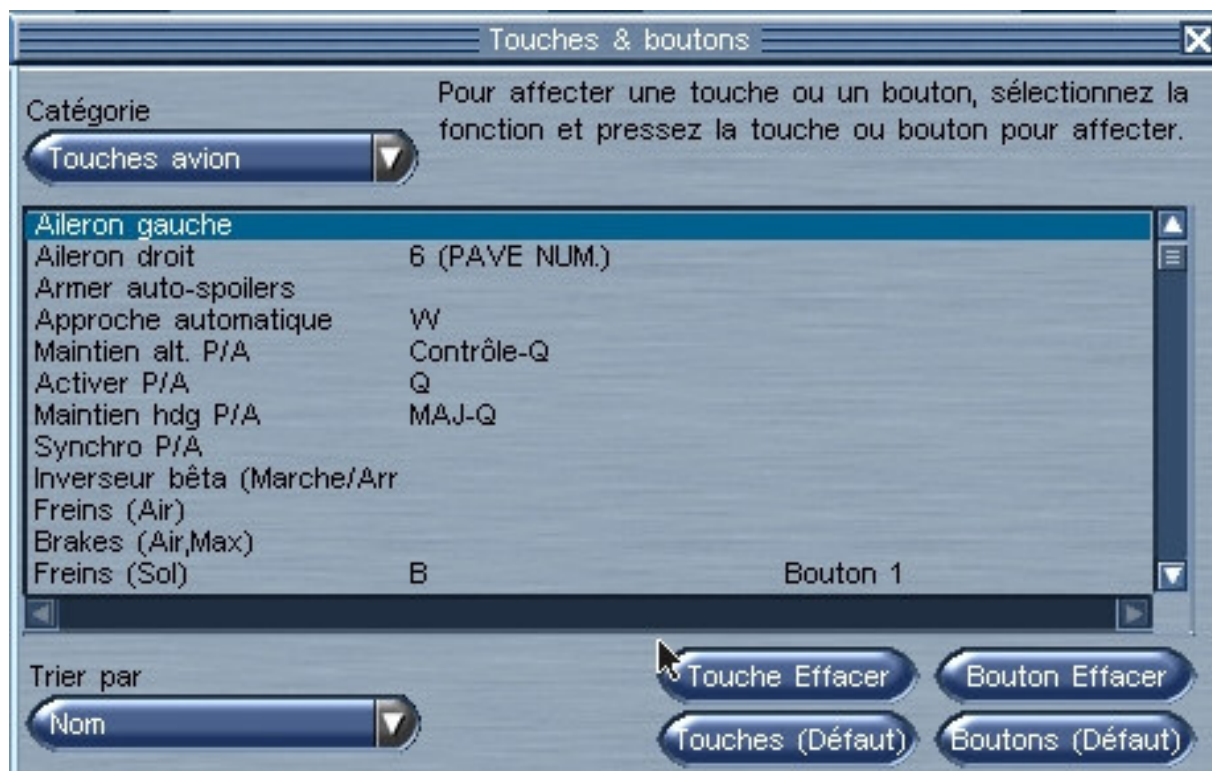 Touches & boutons
Catégorie
Touches avion
Pour affecter une touche ou un bouton, sélectionnez la
fonction et pressez la touche ou bouton pour affecter.
Aileron gauche
Aileron droit 6 (PAVE NUM.)
Armer auto-spoilers
Approche automatique W
Maintien alt. P/A Contrôle-Q
Activer P/A Q
Maintien hdg P/A MAJ-Q
Synchro P/A
Inverseur bêta (Marche/Arr
Freins (Air)
Brakes (Air,Max)
Freins (Sol) B Bouton 1
Trier par
Nom
Touche Effacer Bouton Effacer
Touches (Défaut) Boutons (Défaut)